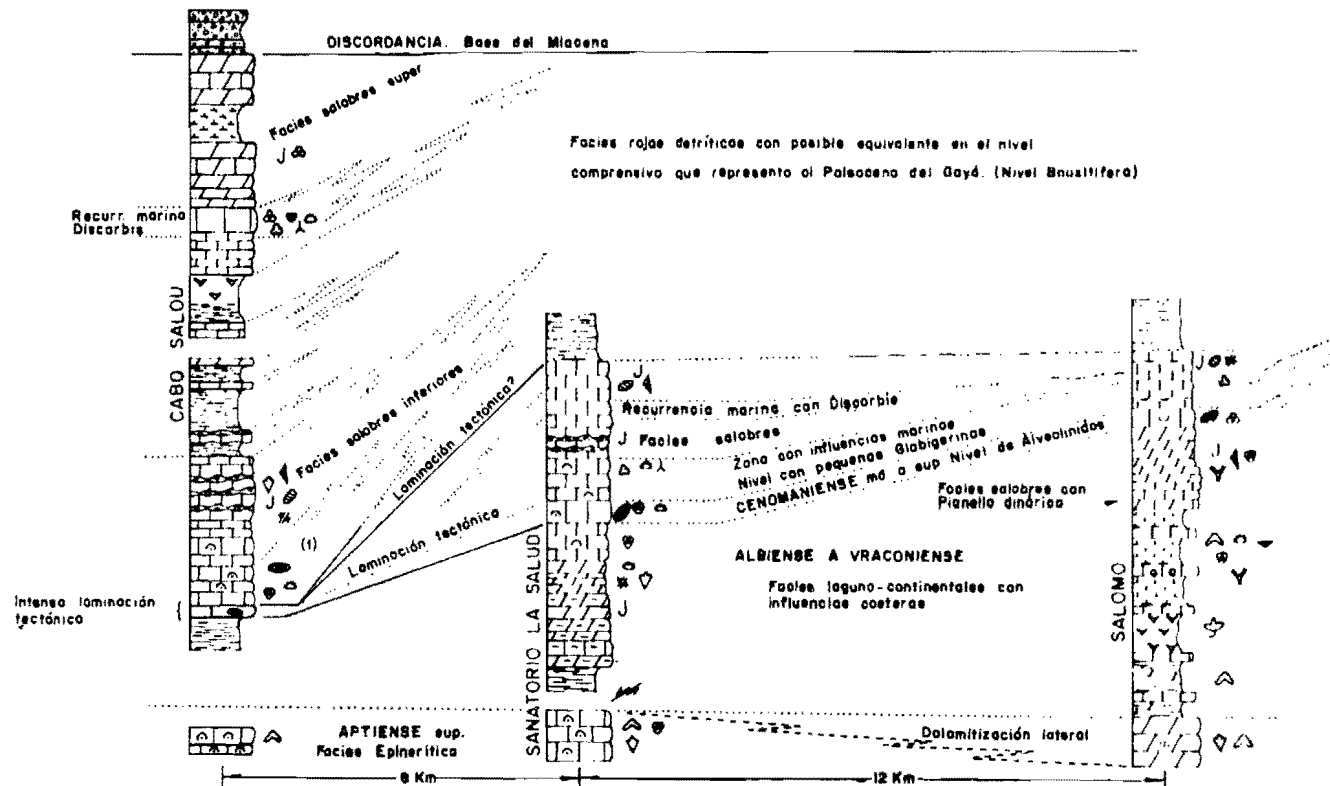 DISCORDANCIA. Base del Mioceno
Facies salobres super
Facies rojas detríticas con posible equivalente en el nivel
comprensivo que representa al Paleoceno del Gayá. (Nivel Bauxitífero)
Recurr. marina
Discorbis
CABO SALOU
Facies salobres inferiores
Laminación tectónica?
Laminación tectónica
(1)
Intensa laminación
tectónica
Recurrencia marina con Discorbis
Facies salobres
Zona con influencias marinas
Nivel con pequeñas Globigerinas
CENOMANIENSE md a sup Nivel de Alveolínidos
Facies salobres con
Pianella dinárica
ALBIENSE A VRACONIENSE
Facies laguno-continentales con
influencias costeras
SANATORIO LA SALUD
SALOMO
APTIENSE sup.
Facies Epinerítica
Dolomitización lateral
8 Km
12 Km